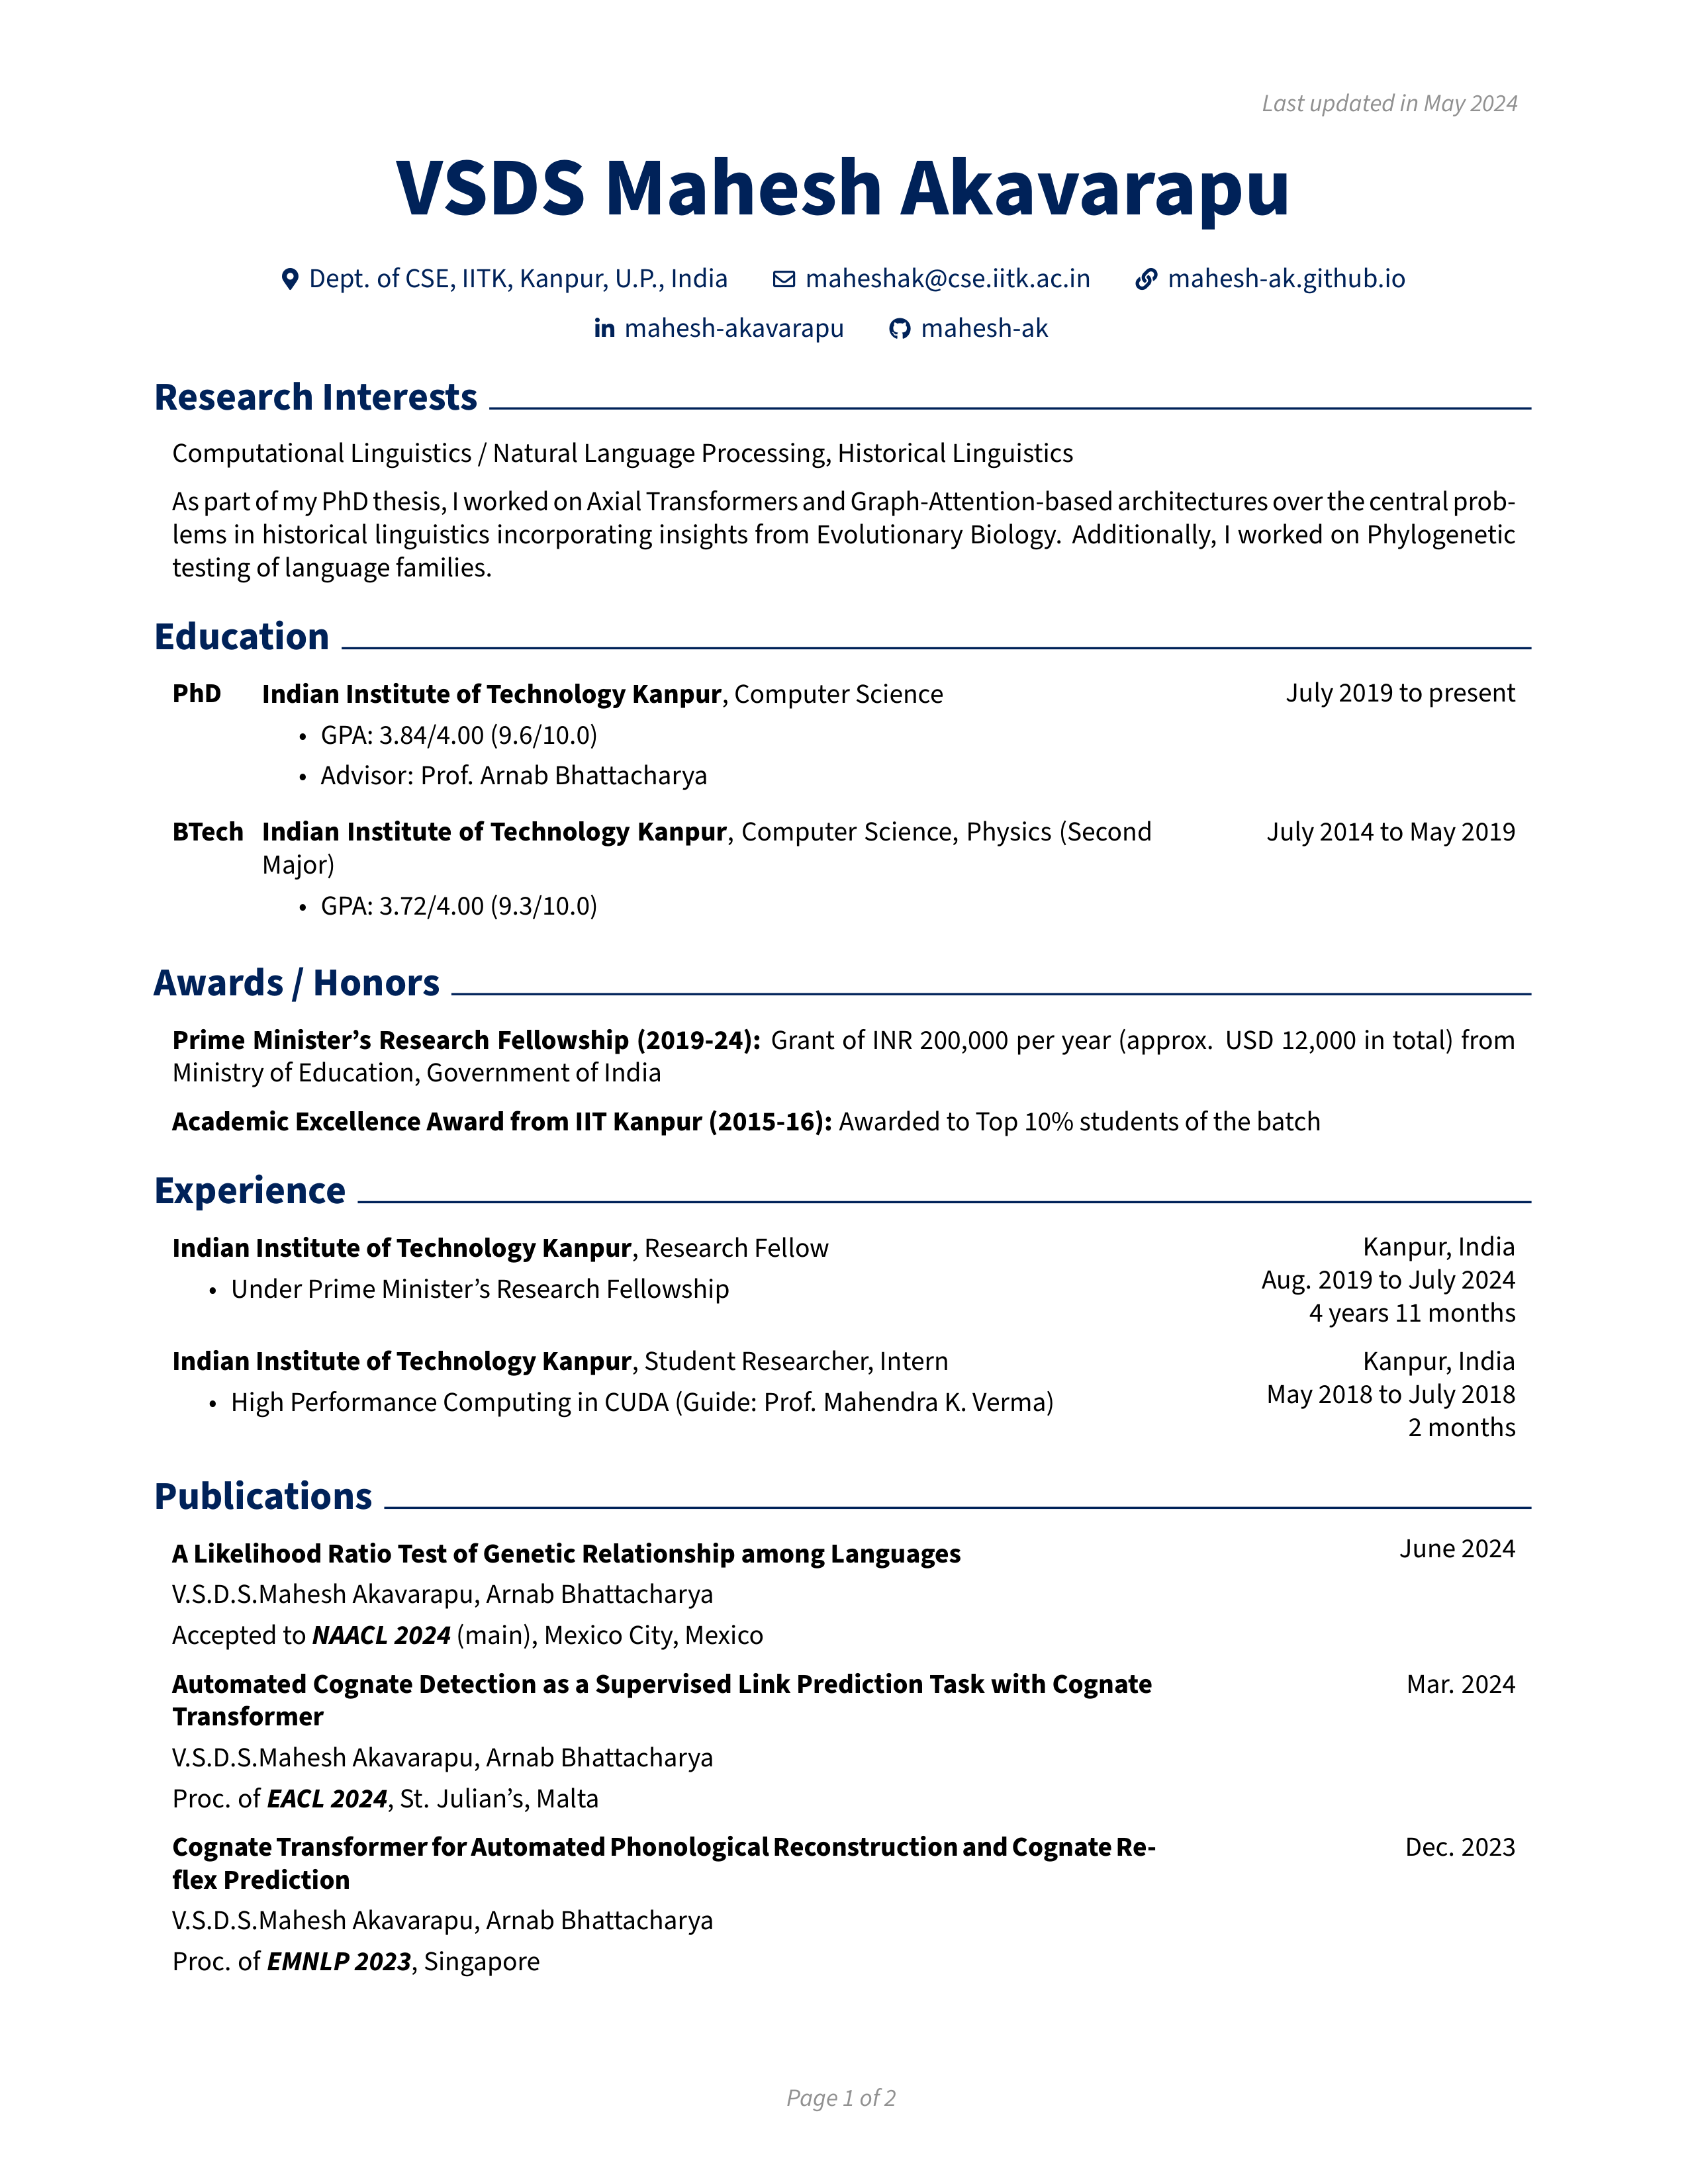 Last updated in May 2024
VSDS Mahesh Akavarapu
Dept. of CSE, IITK, Kanpur, U.P., India maheshak@cse.iitk.ac.in mahesh-ak.github.io
mahesh-akavarapu mahesh-ak
Research Interests
Computational Linguistics / Natural Language Processing, Historical Linguistics
As part of my PhD thesis, I worked on Axial Transformers and Graph-Attention-based architectures over the central prob-
lems in historical linguistics incorporating insights from Evolutionary Biology. Additionally, I worked on Phylogenetic
testing of language families.
Education
PhD Indian Institute of Technology Kanpur, Computer Science July 2019 to present
• GPA: 3.84/4.00 (9.6/10.0)
• Advisor: Prof. Arnab Bhattacharya
BTech Indian Institute of Technology Kanpur, Computer Science, Physics (Second July 2014 to May 2019
Major)
• GPA: 3.72/4.00 (9.3/10.0)
Awards / Honors
Prime Minister’s Research Fellowship (2019-24): Grant of INR 200,000 per year (approx. USD 12,000 in total) from
Ministry of Education, Government of India
Academic Excellence Award from IIT Kanpur (2015-16): Awarded to Top 10% students of the batch
Experience
Indian Institute of Technology Kanpur, Research Fellow Kanpur, India
• Under Prime Minister’s Research Fellowship Aug. 2019 to July 2024
4 years 11 months
Indian Institute of Technology Kanpur, Student Researcher, Intern Kanpur, India
• High Performance Computing in CUDA (Guide: Prof. Mahendra K. Verma) May 2018 to July 2018
2 months
Publications
A Likelihood Ratio Test of Genetic Relationship among Languages June 2024
V.S.D.S.Mahesh Akavarapu, Arnab Bhattacharya
Accepted to NAACL 2024 (main), Mexico City, Mexico
Automated Cognate Detection as a Supervised Link Prediction Task with Cognate Mar. 2024
Transformer
V.S.D.S.Mahesh Akavarapu, Arnab Bhattacharya
Proc. of EACL 2024, St. Julian’s, Malta
Cognate Transformer for Automated Phonological Reconstruction and Cognate Re- Dec. 2023
flex Prediction
V.S.D.S.Mahesh Akavarapu, Arnab Bhattacharya
Proc. of EMNLP 2023, Singapore
Page 1 of 2